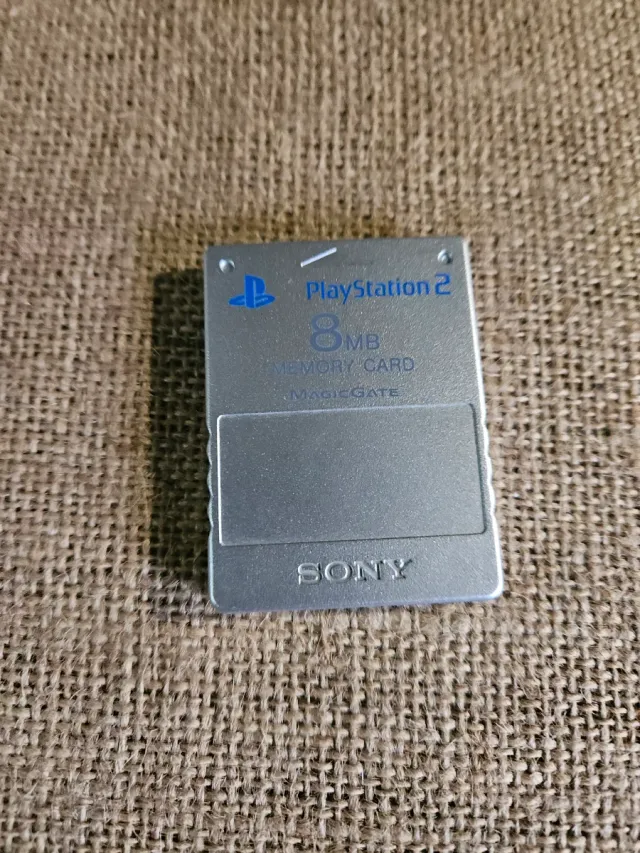 PlayStation 2
8MB
MEMORY CARD
MAGICGATE
SONY